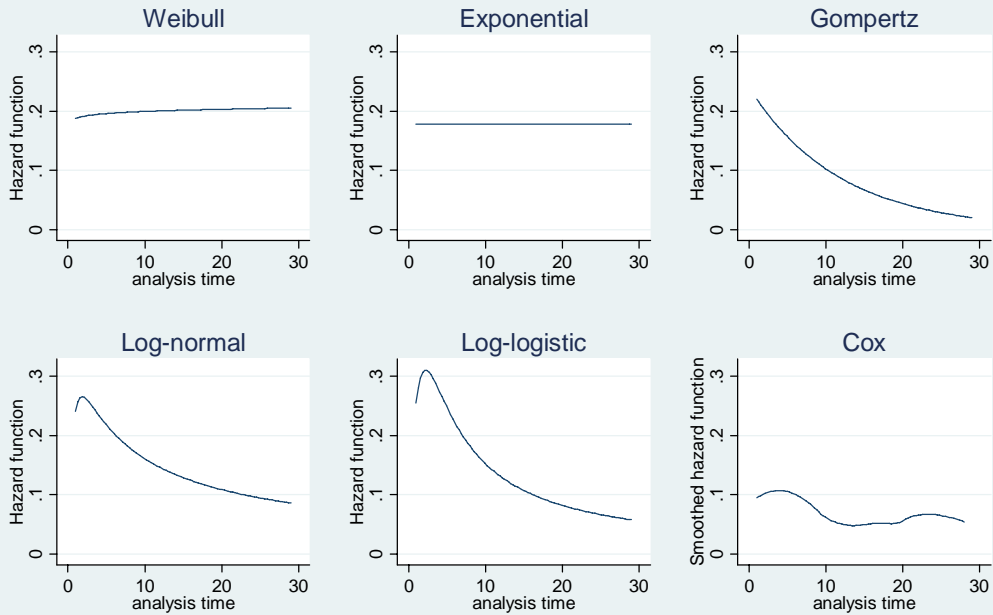 Weibull
Hazard function
0 .1 .2 .3
0 10 20 30
analysis time
Exponential
Hazard function
0 .1 .2 .3
0 10 20 30
analysis time
Gompertz
Hazard function
0 .1 .2 .3
0 10 20 30
analysis time
Log-normal
Hazard function
0 .1 .2 .3
0 10 20 30
analysis time
Log-logistic
Hazard function
0 .1 .2 .3
0 10 20 30
analysis time
Cox
Smoothed hazard function
0 .1 .2 .3
0 10 20 30
analysis time